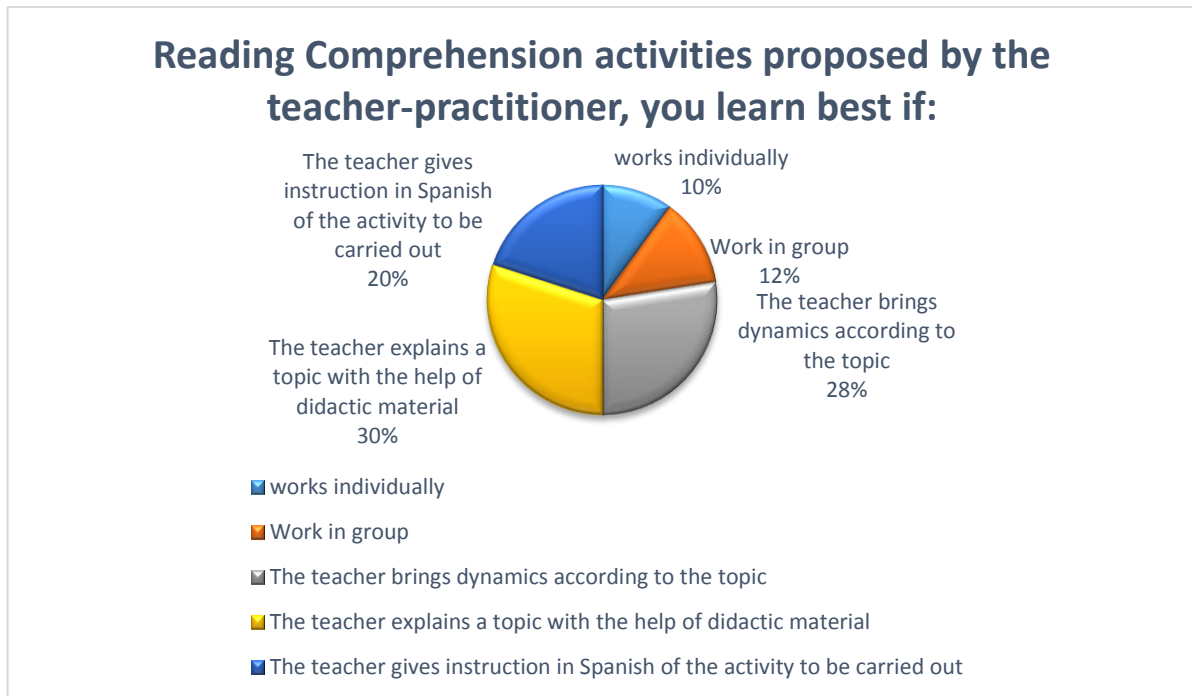 Reading Comprehension activities proposed by the
teacher-practitioner, you learn best if:
works individually
10%
Work in group
12%
The teacher brings
dynamics according to
the topic
28%
The teacher explains a
topic with the help of
didactic material
30%
The teacher gives
instruction in Spanish
of the activity to be
carried out
20%
works individually
Work in group
The teacher brings dynamics according to the topic
The teacher explains a topic with the help of didactic material
The teacher gives instruction in Spanish of the activity to be carried out